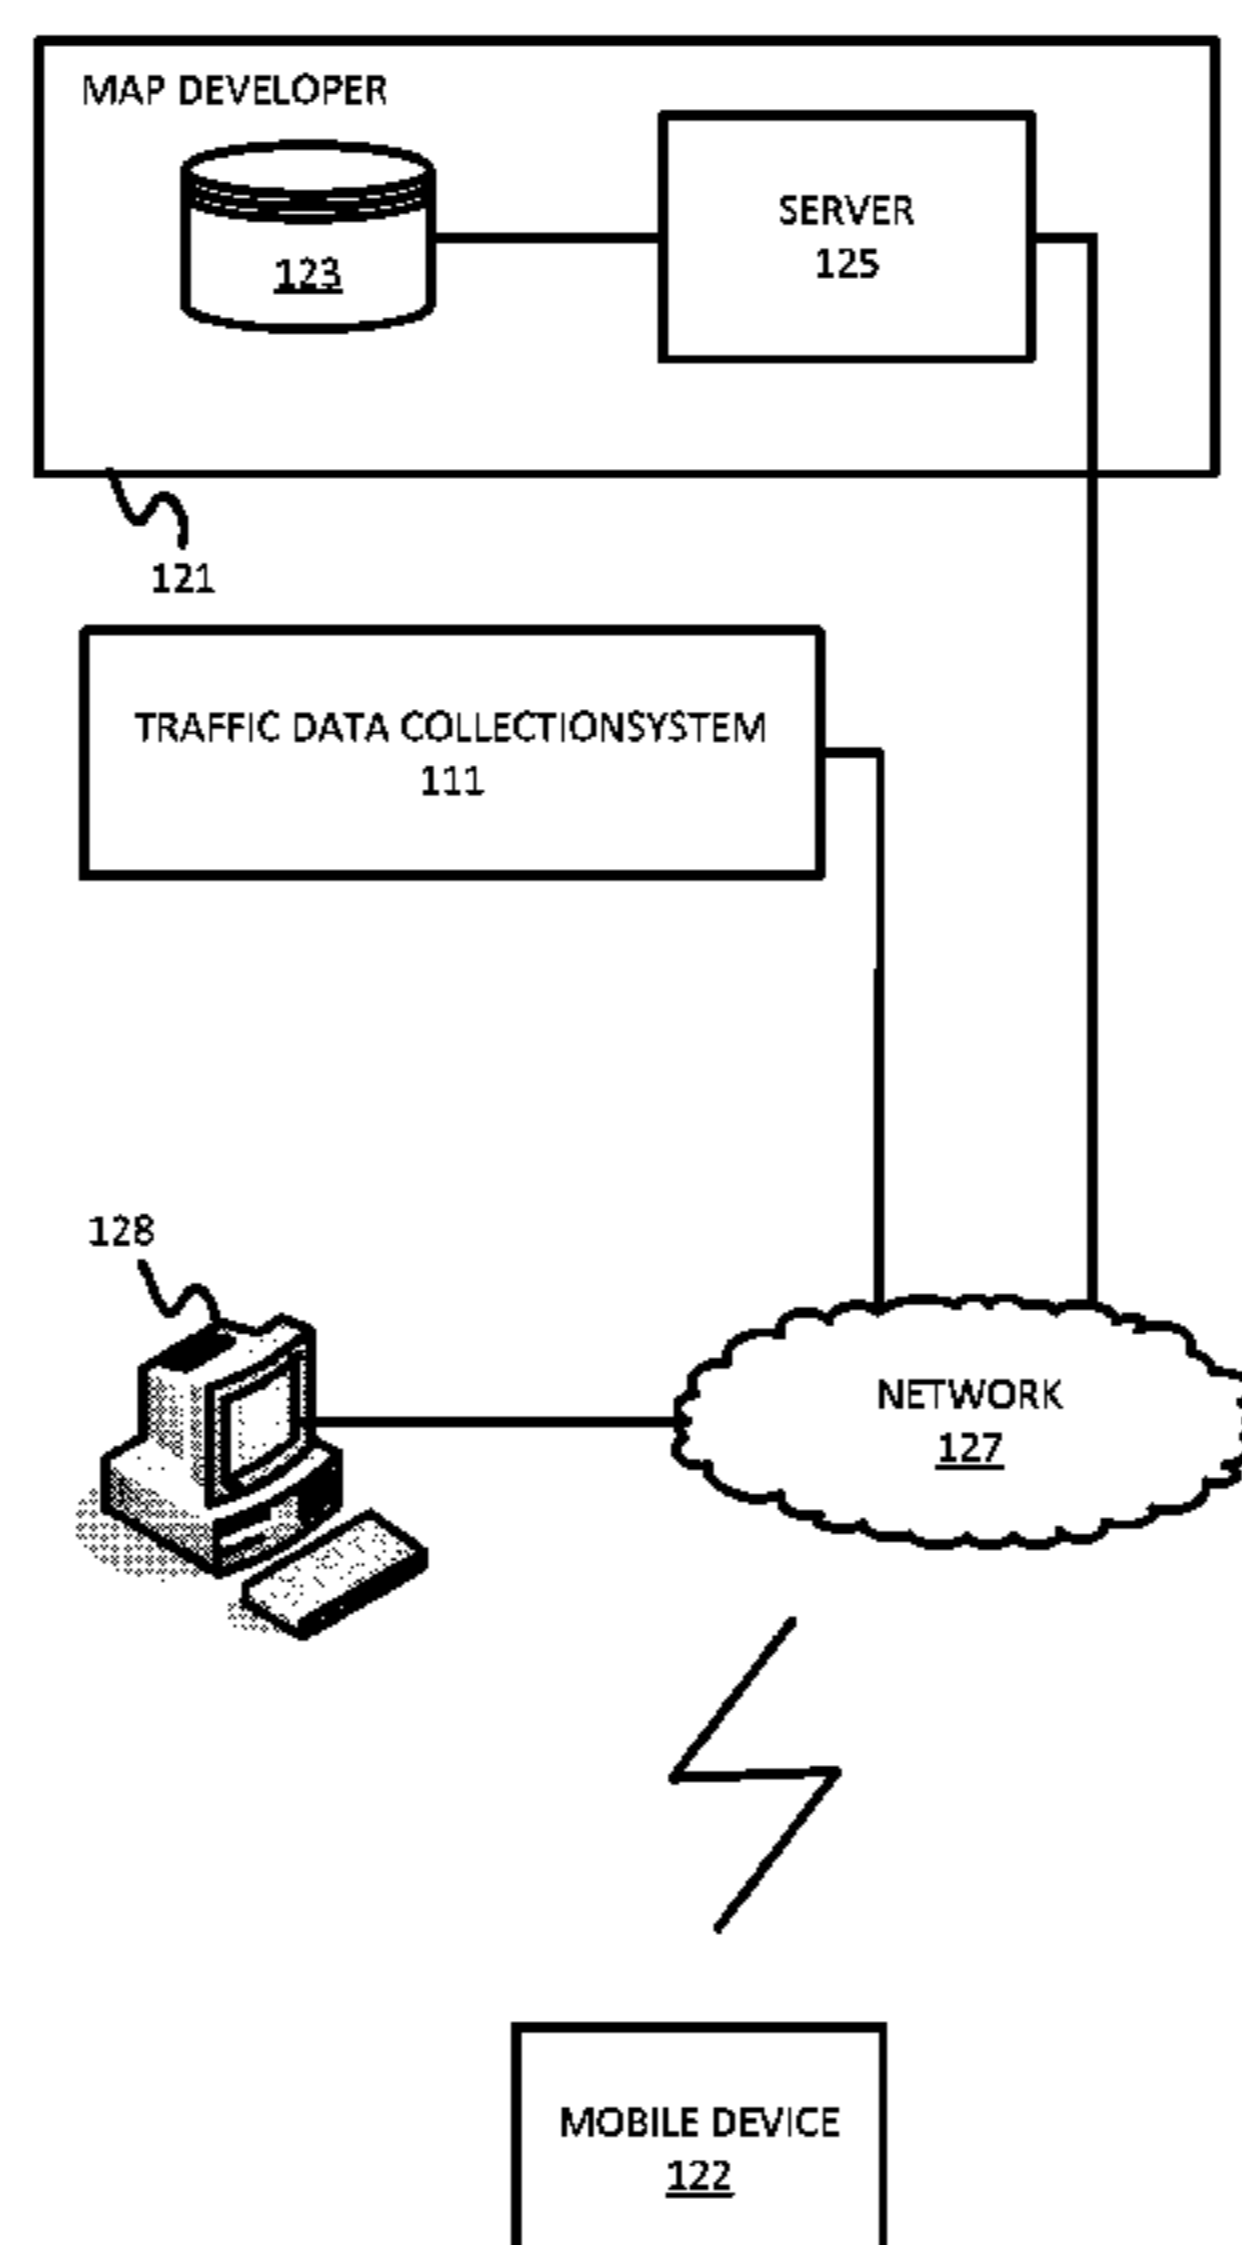 MAP DEVELOPER
SERVER
125
123
121
TRAFFIC DATA COLLECTIONSYSTEM
111
128
NETWORK
127
MOBILE DEVICE
122